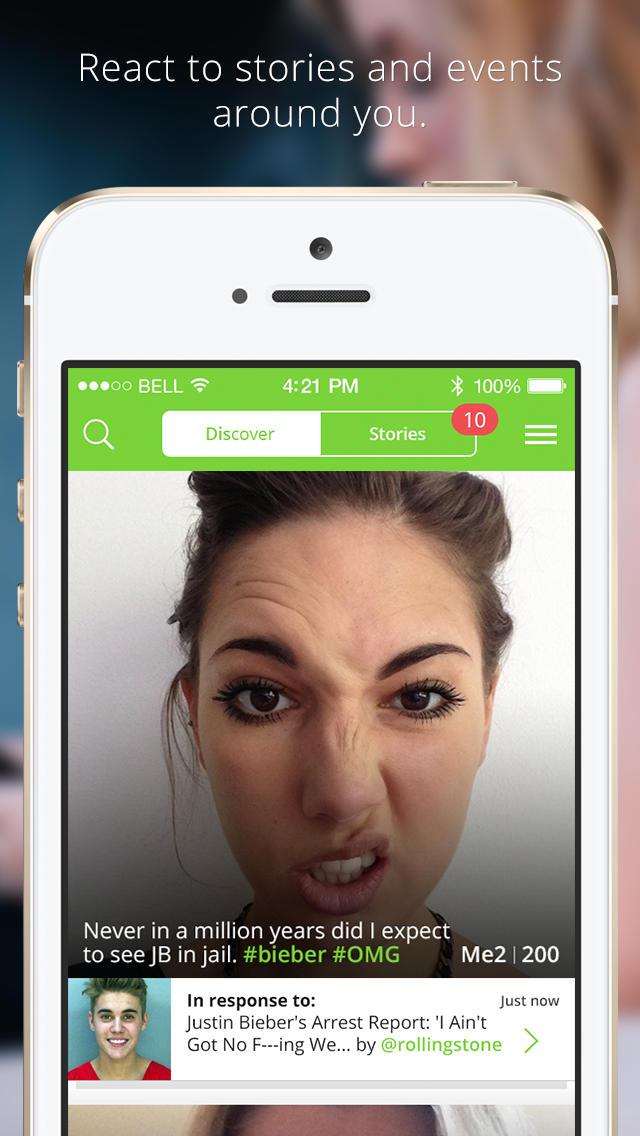 React to stories and events
around you.
BELL 4:21 PM 100%
Discover Stories 10
Never in a million years did I expect
to see JB in jail. #bieber #OMG Me2 | 200
In response to: Just now
Justin Bieber's Arrest Report: 'I Ain't
Got No F---ing We... by @rollingstone